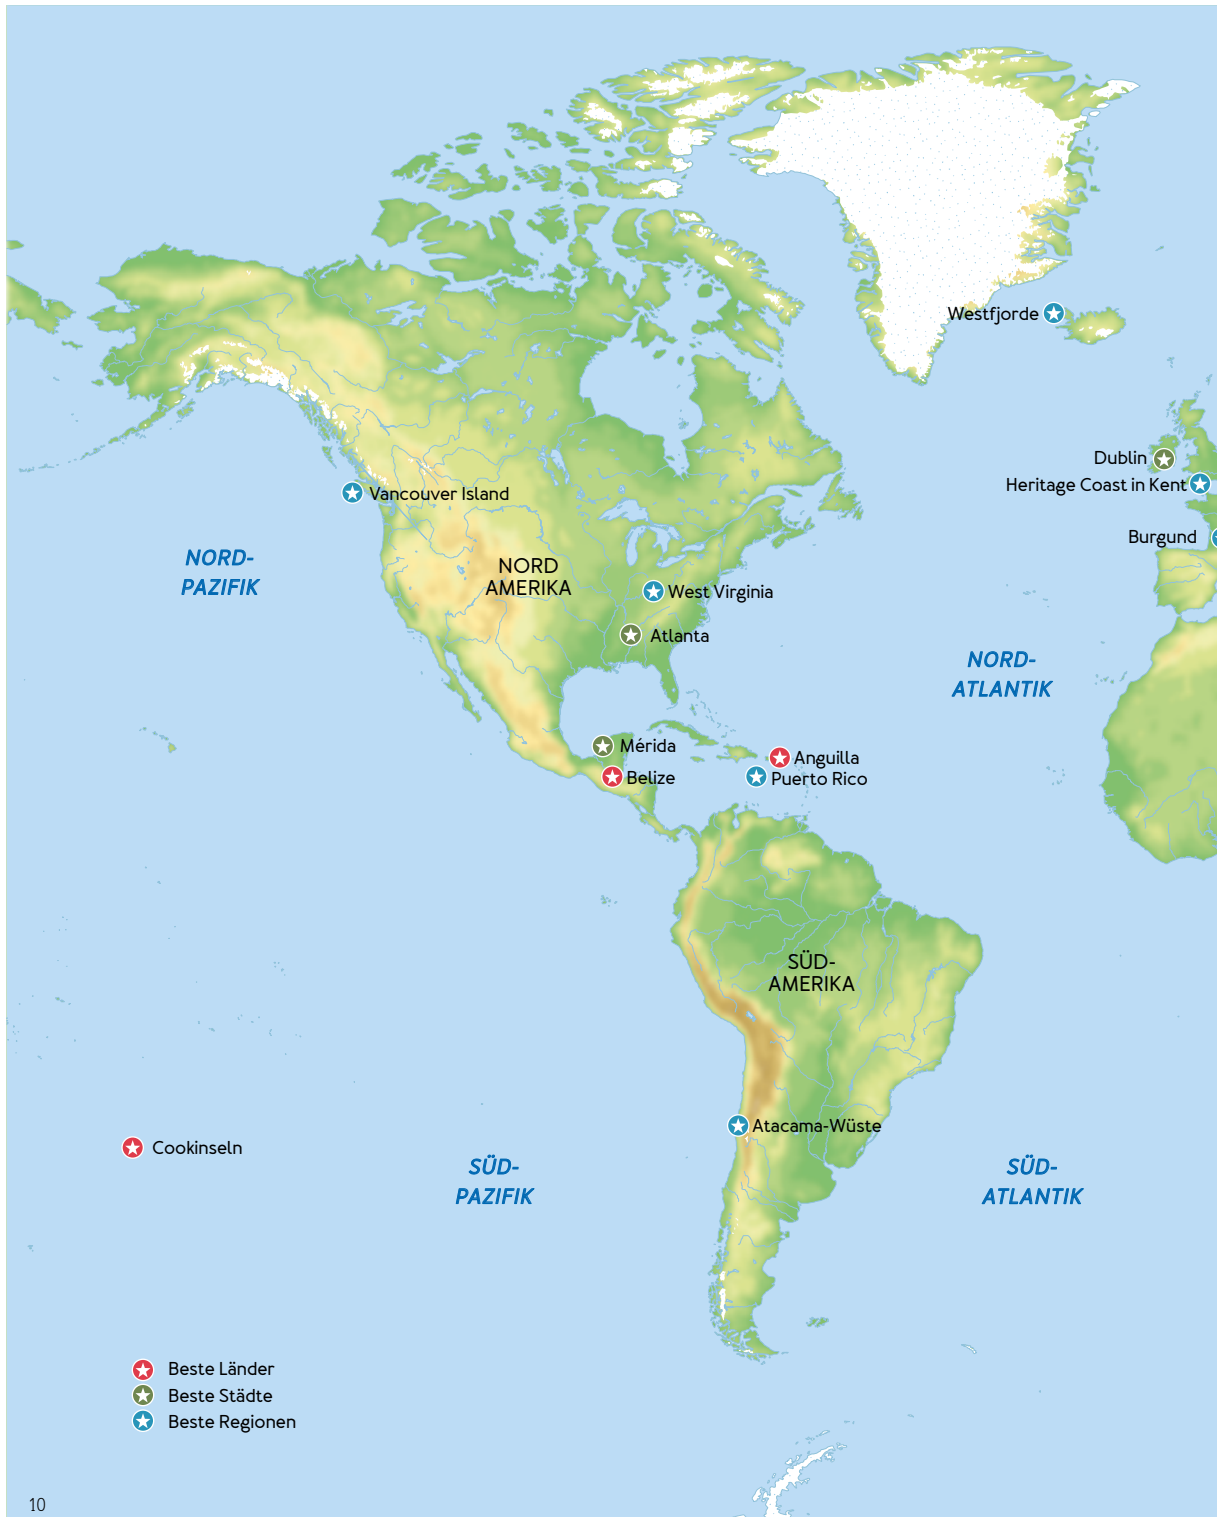 Westfjorde
Dublin
Heritage Coast in Kent
Vancouver Island
Burgund
NORD-
PAZIFIK
NORD
AMERIKA
West Virginia
Atlanta
NORD-
ATLANTIK
Mérida
Anguilla
Belize
Puerto Rico
SÜD-
AMERIKA
Atacama-Wüste
Cookinseln
SÜD-
PAZIFIK
SÜD-
ATLANTIK
Beste Länder
Beste Städte
Beste Regionen
10